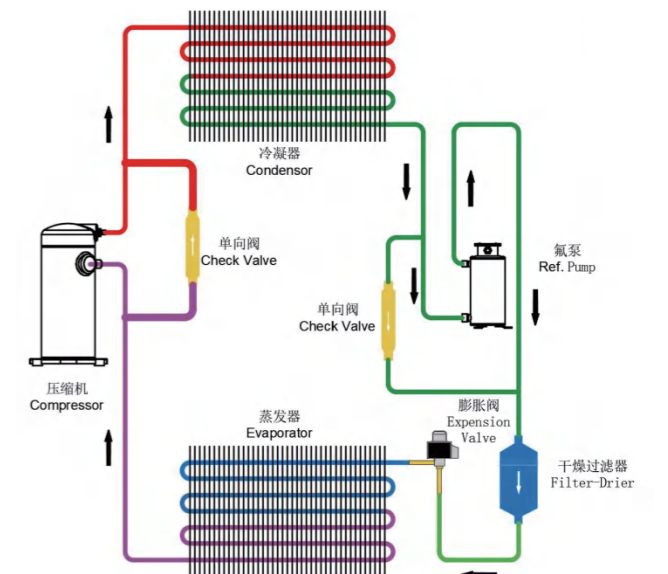 冷凝器
Condensor
单向阀
Check Valve
氟泵
Ref. Pump
单向阀
Check Valve
压缩机
Compressor
膨胀阀
Expension
Valve
蒸发器
Evaporator
干燥过滤器
Filter-Drier